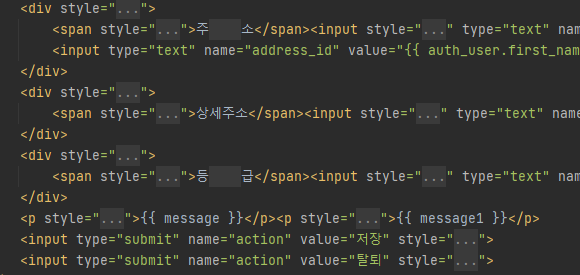 <div style="...">
<span style="...">주 소</span><input style="..." type="text" nam
<input type="text" name="address_id" value="{{ auth_user.first_nam
</div>
<div style="...">
<span style="...">상세주소</span><input style="..." type="text" name
</div>
<div style="...">
<span style="...">등 급</span><input style="..." type="text" nam
</div>
<p style="...">{{ message }}</p><p style="...">{{ message1 }}</p>
<input type="submit" name="action" value="저장" style="...">
<input type="submit" name="action" value="탈퇴" style="...">